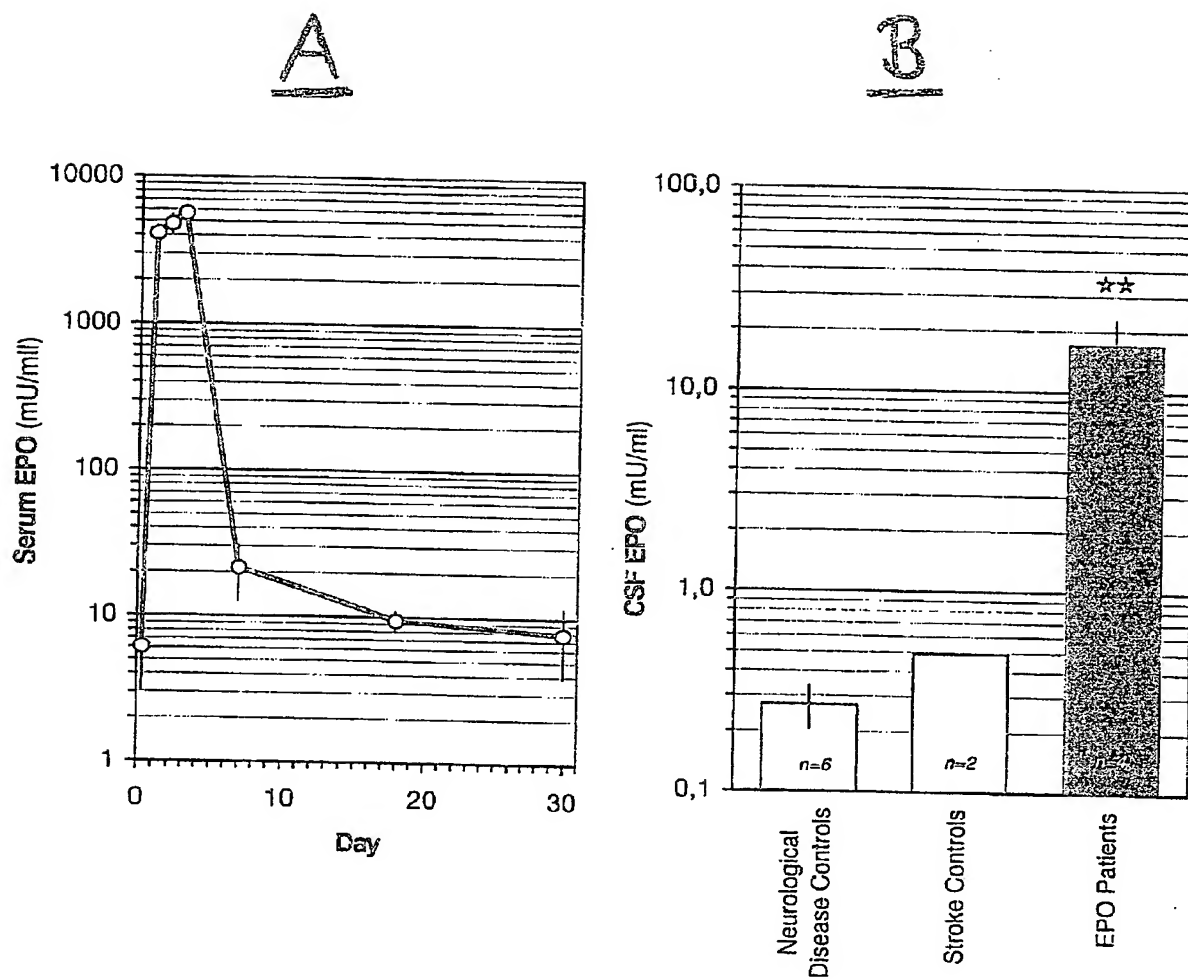 A
B
10000
1000
100
10
1
Serum EPO (mU/ml)
0
10
20
30
Day
100,0
10,0
1,0
0,1
CSF EPO (mU/ml)
**
n=6
n=2
Neurological
Disease Controls
Stroke Controls
EPO Patients